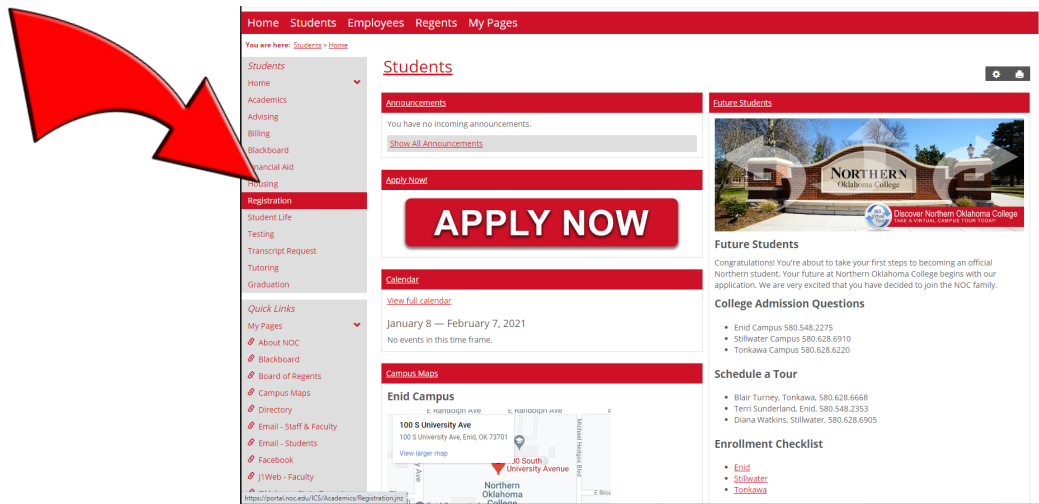 Home Students Employees Regents My Pages
You are here: Students > Home
Students
Home
Academics
Advising
Billing
Blackboard
Financial Aid
Housing
Registration
Student Life
Testing
Transcript Request
Tutoring
Graduation
Quick Links
My Pages
About NOC
Blackboard
Board of Regents
Campus Maps
Directory
Email - Staff & Faculty
Email - Students
Facebook
J1Web - Faculty
https://portal.noc.edu/ICS/Academics/Registration.jnz
Students
Announcements
You have no incoming announcements.
Show All Announcements
Apply Now!
APPLY NOW
Calendar
View full calendar
January 8 — February 7, 2021
No events in this time frame.
Campus Maps
Enid Campus
E Randolph Ave E Randolph Ave
100 S University Ave
100 S University Ave, Enid, OK 73701
View larger map
Michael Hedges Blvd
00 South
University Avenue
Northern
Oklahoma
College
E Broa
Future Students
NORTHERN
Oklahoma College
Discover Northern Oklahoma College
TAKE A VIRTUAL CAMPUS TOUR TODAY!
Future Students
Congratulations! You're about to take your first steps to becoming an official
Northern student. Your future at Northern Oklahoma College begins with our
application. We are very excited that you have decided to join the NOC family.
College Admission Questions
Enid Campus 580.548.2275
Stillwater Campus 580.628.6910
Tonkawa Campus 580.628.6220
Schedule a Tour
Blair Turney, Tonkawa, 580.628.6668
Terri Sunderland, Enid, 580.548.2353
Diana Watkins, Stillwater, 580.628.6905
Enrollment Checklist
Enid
Stillwater
Tonkawa